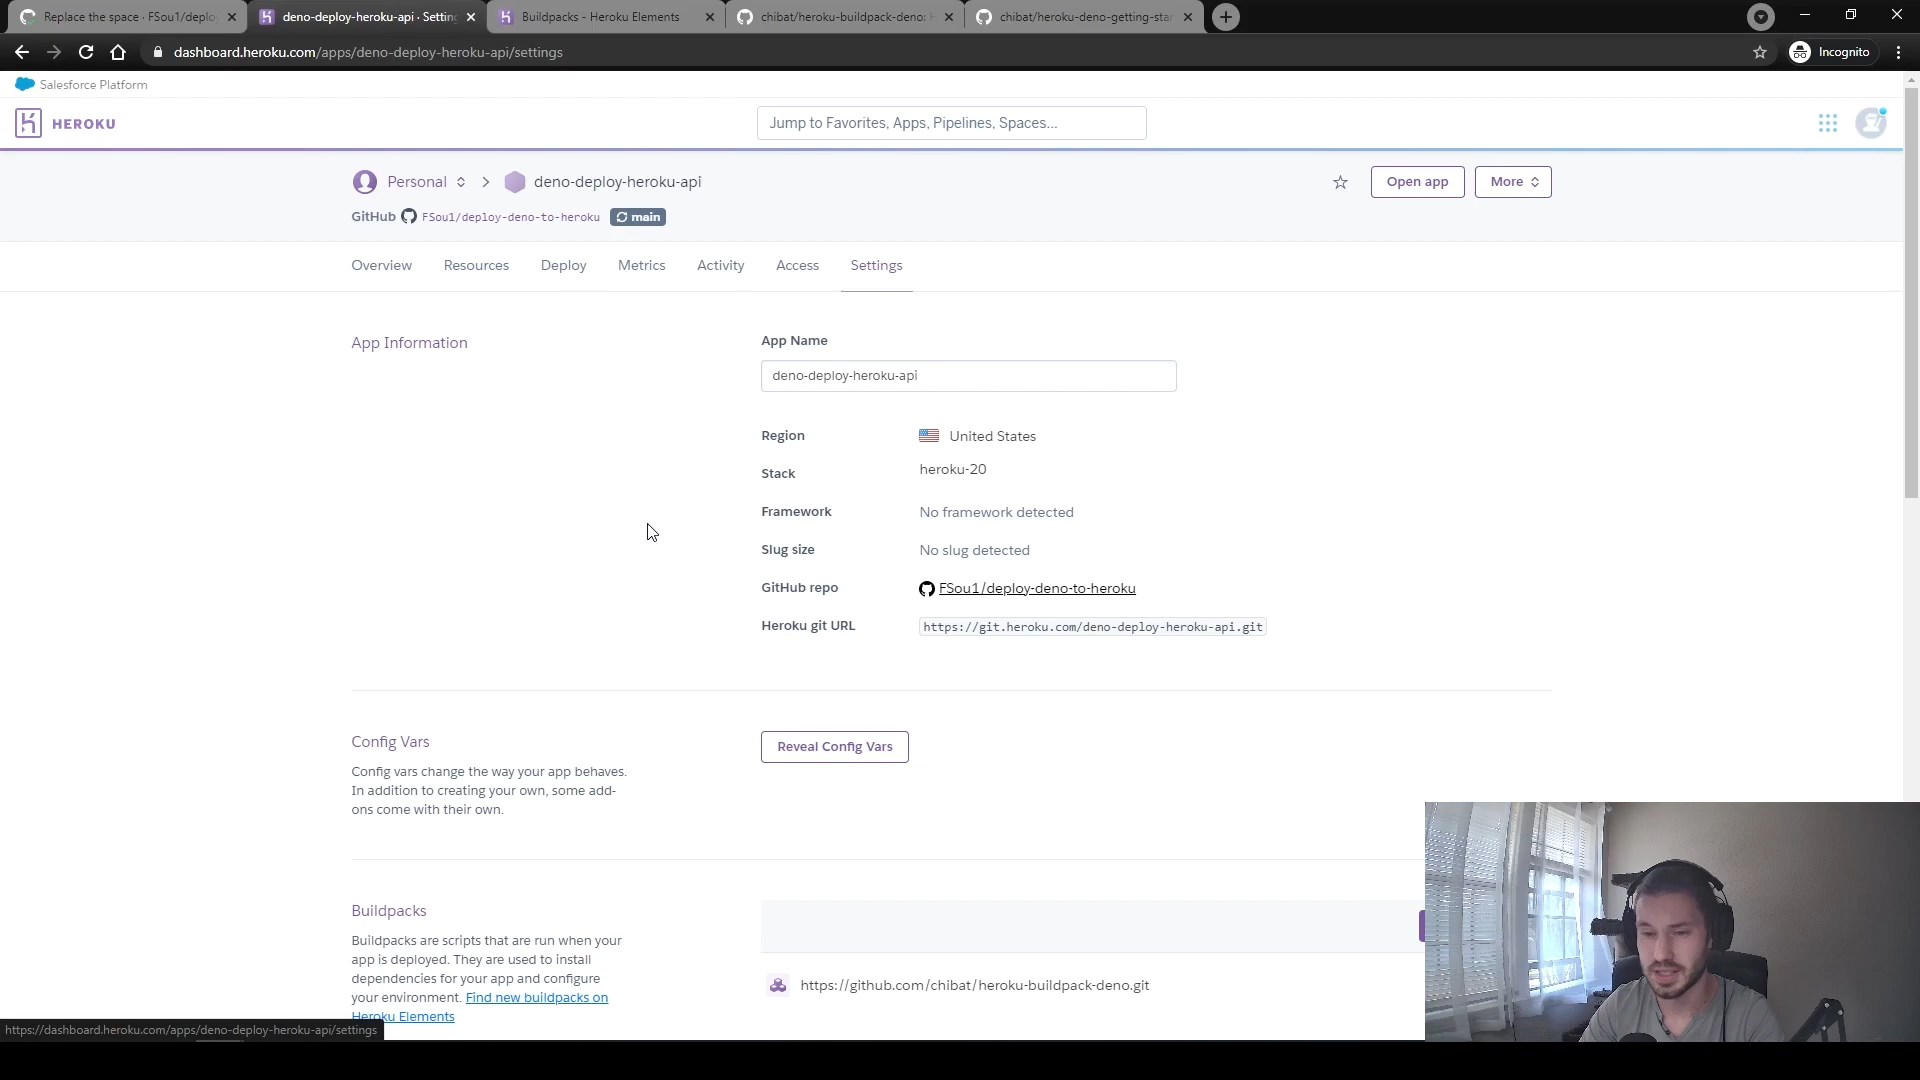 Replace the space · FSou1/deplo
deno-deploy-heroku-api · Settin
Buildpacks - Heroku Elements
chibat/heroku-buildpack-deno: H
chibat/heroku-deno-getting-star
dashboard.heroku.com/apps/deno-deploy-heroku-api/settings
Incognito
Salesforce Platform
HEROKU
Jump to Favorites, Apps, Pipelines, Spaces...
Personal
deno-deploy-heroku-api
Open app
More
GitHub FSou1/deploy-deno-to-heroku main
Overview
Resources
Deploy
Metrics
Activity
Access
Settings
App Information
App Name
deno-deploy-heroku-api
Region United States
Stack heroku-20
Framework No framework detected
Slug size No slug detected
GitHub repo FSou1/deploy-deno-to-heroku
Heroku git URL https://git.heroku.com/deno-deploy-heroku-api.git
Config Vars
Config vars change the way your app behaves.
In addition to creating your own, some add-
ons come with their own.
Reveal Config Vars
Buildpacks
Buildpacks are scripts that are run when your
app is deployed. They are used to install
dependencies for your app and configure
your environment. Find new buildpacks on
Heroku Elements
https://github.com/chibat/heroku-buildpack-deno.git
https://dashboard.heroku.com/apps/deno-deploy-heroku-api/settings